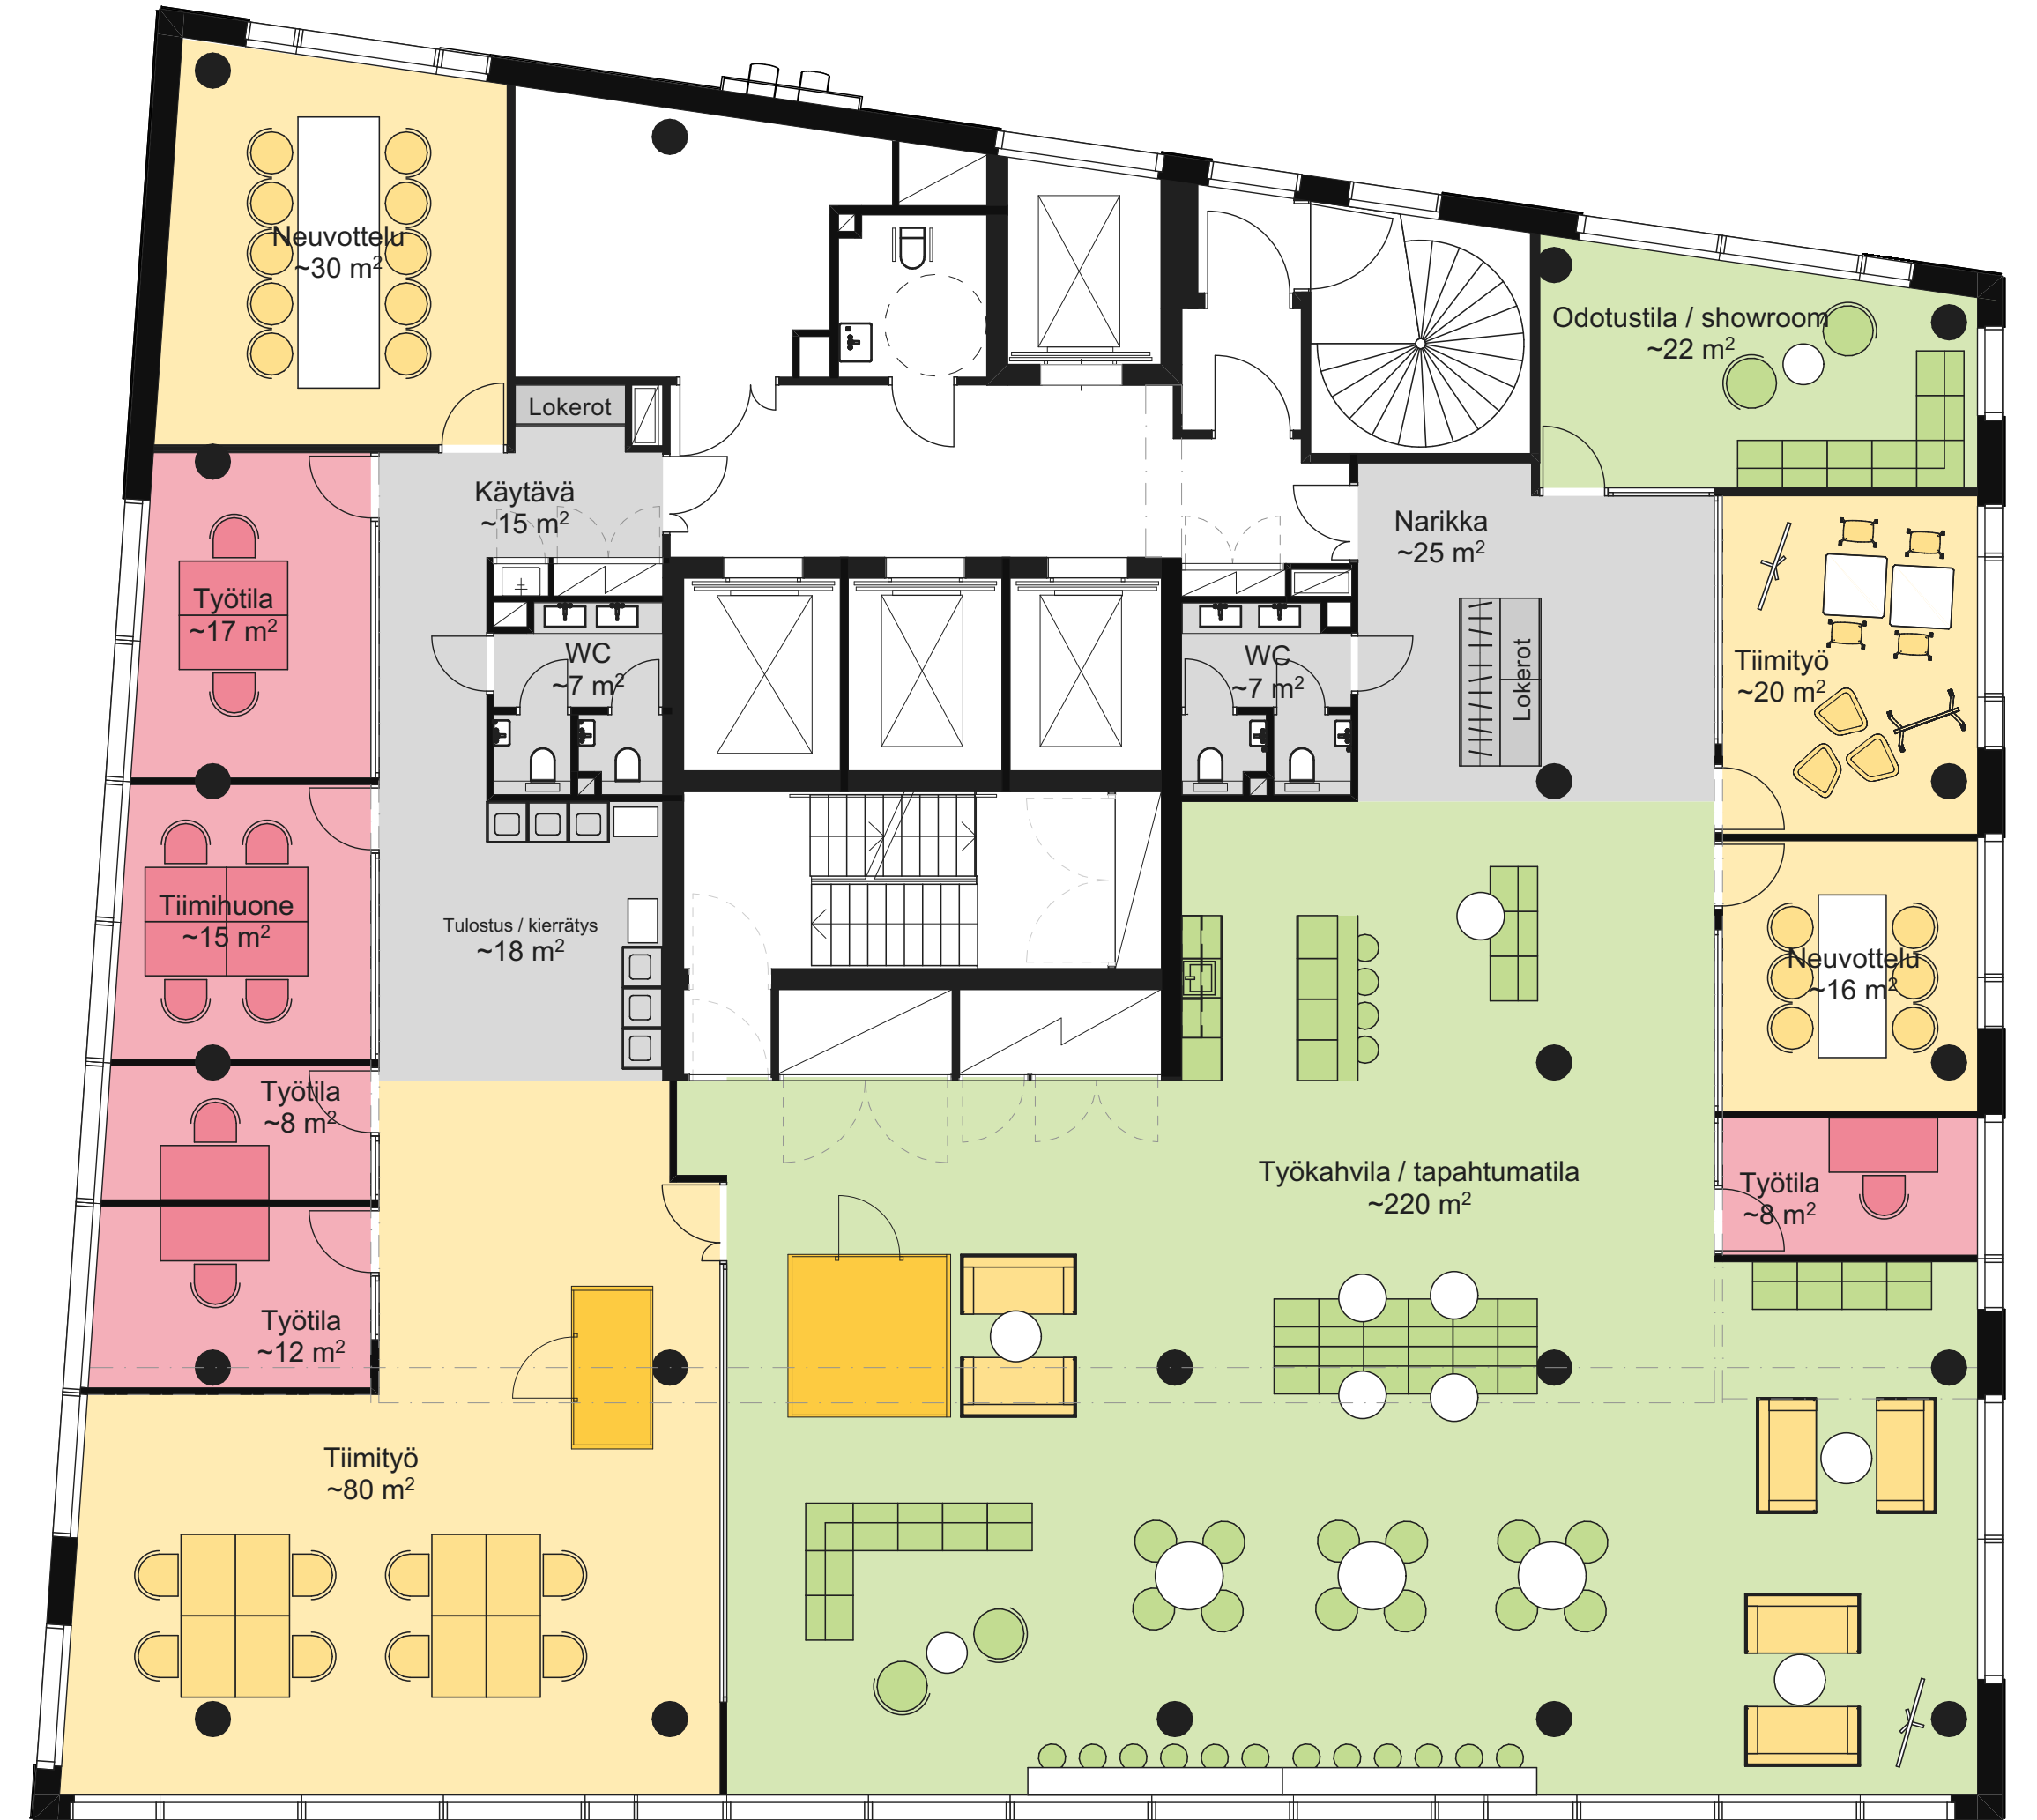 Neuvottelu
~30 m²
Odotustila / showroom
~22 m²
Lokerot
Käytävä
~15 m²
Narikka
~25 m²
Työtila
~17 m²
WC
~7 m²
WC
~7 m²
Lokerot
Tiimityö
~20 m²
Tiimihuone
~15 m²
Tulostus / kierrätys
~18 m²
Neuvottelu
~16 m²
Työtila
~8 m²
Työkahvila / tapahtumatila
~220 m²
Työtila
~8 m²
Työtila
~12 m²
Tiimityö
~80 m²